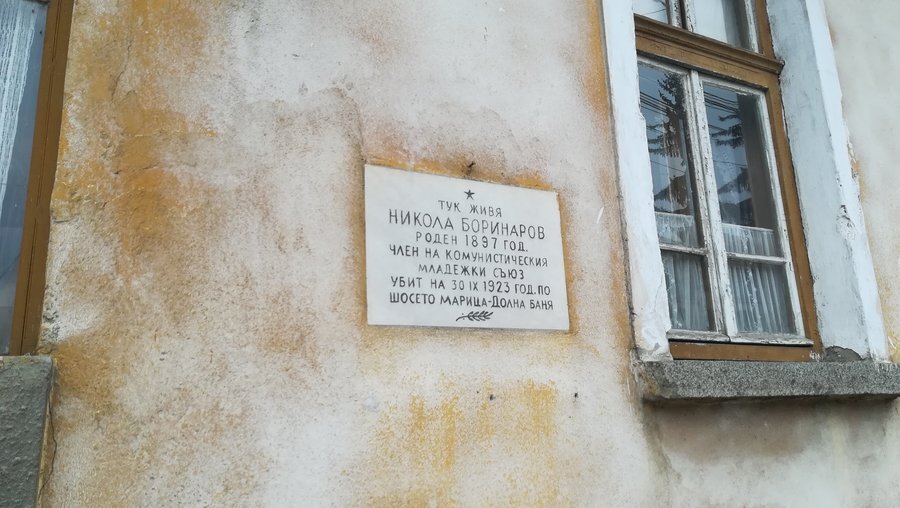 ТУК ЖИВЯ
НИКОЛА БОРИНАРОВ
РОДЕН 1897 ГОД.
ЧЛЕН НА КОМУНИСТИЧЕСКИЯ
МЛАДЕЖКИ СЪЮЗ
УБИТ НА 30 IX 1923 ГОД. ПО
ШОСЕТО МАРИЦА-ДОЛНА БАНЯ